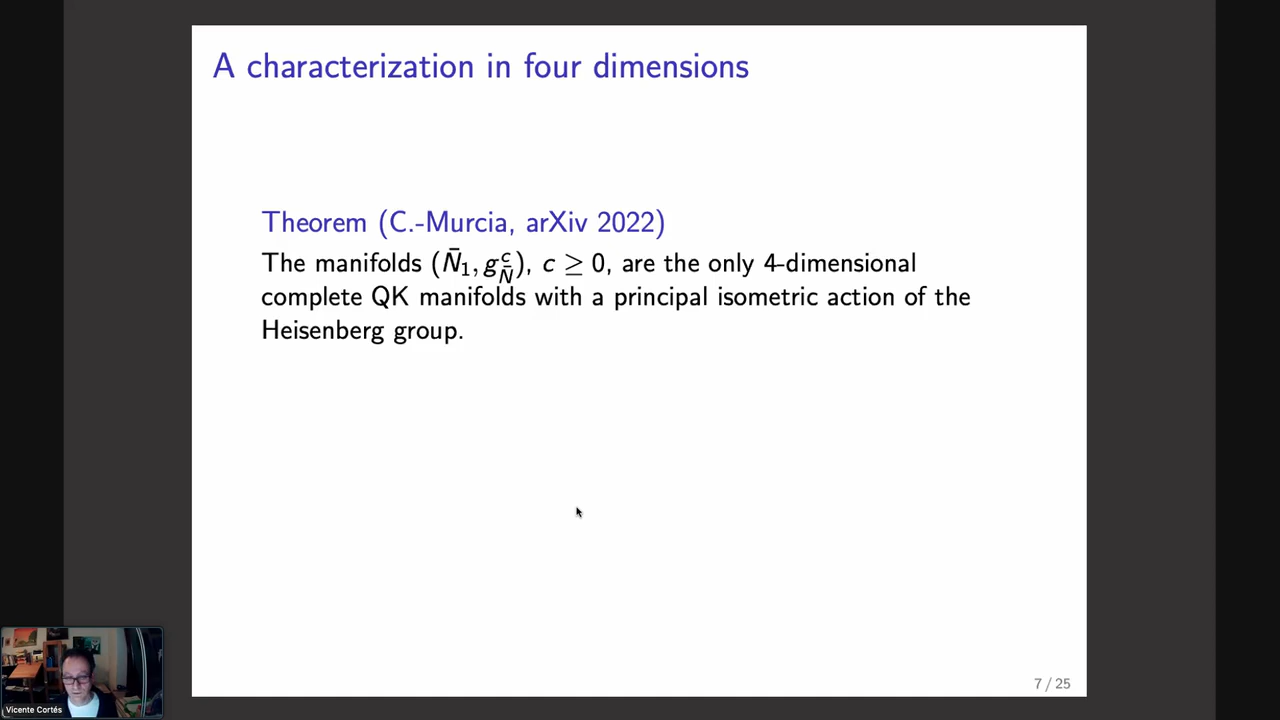 A characterization in four dimensions
Theorem (C.-Murcia, arXiv 2022)
The manifolds (N̄₁, g^c_N̄), c ≥ 0, are the only 4-dimensional
complete QK manifolds with a principal isometric action of the
Heisenberg group.
7 / 25
Vicente Cortés